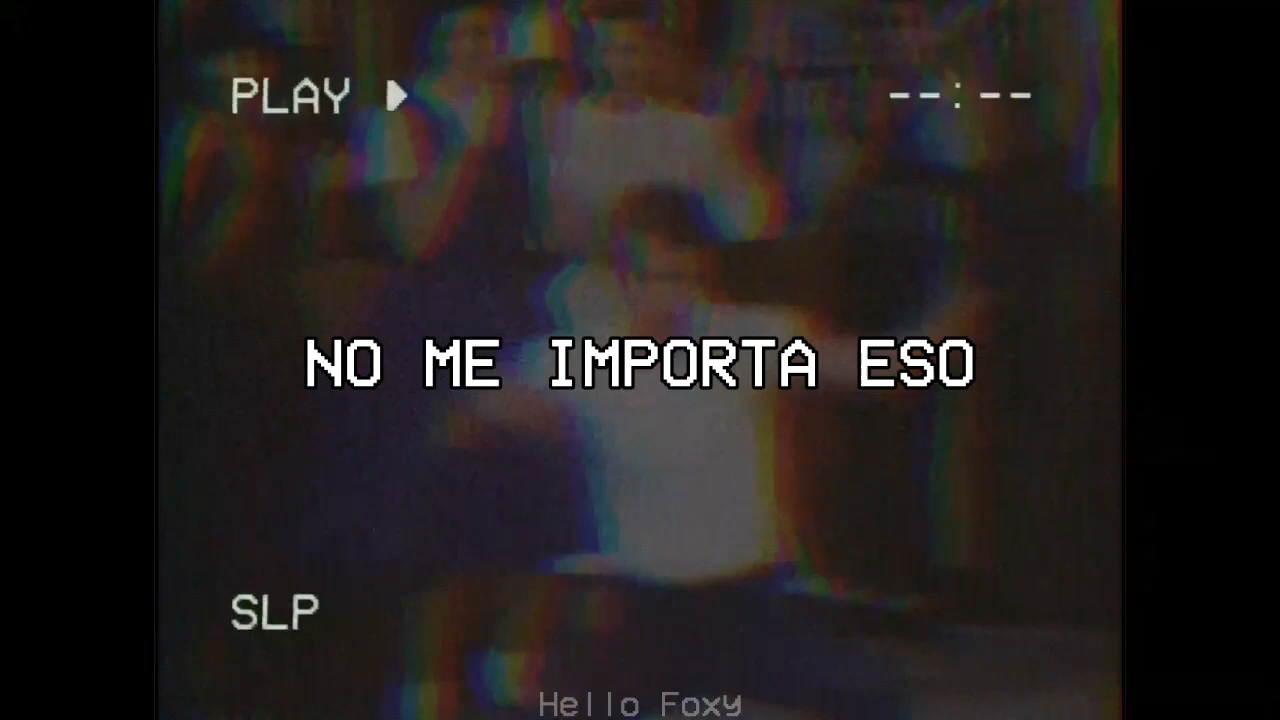 PLAY ▶ --:--
NO ME IMPORTA ESO
SLP
Hello Foxy